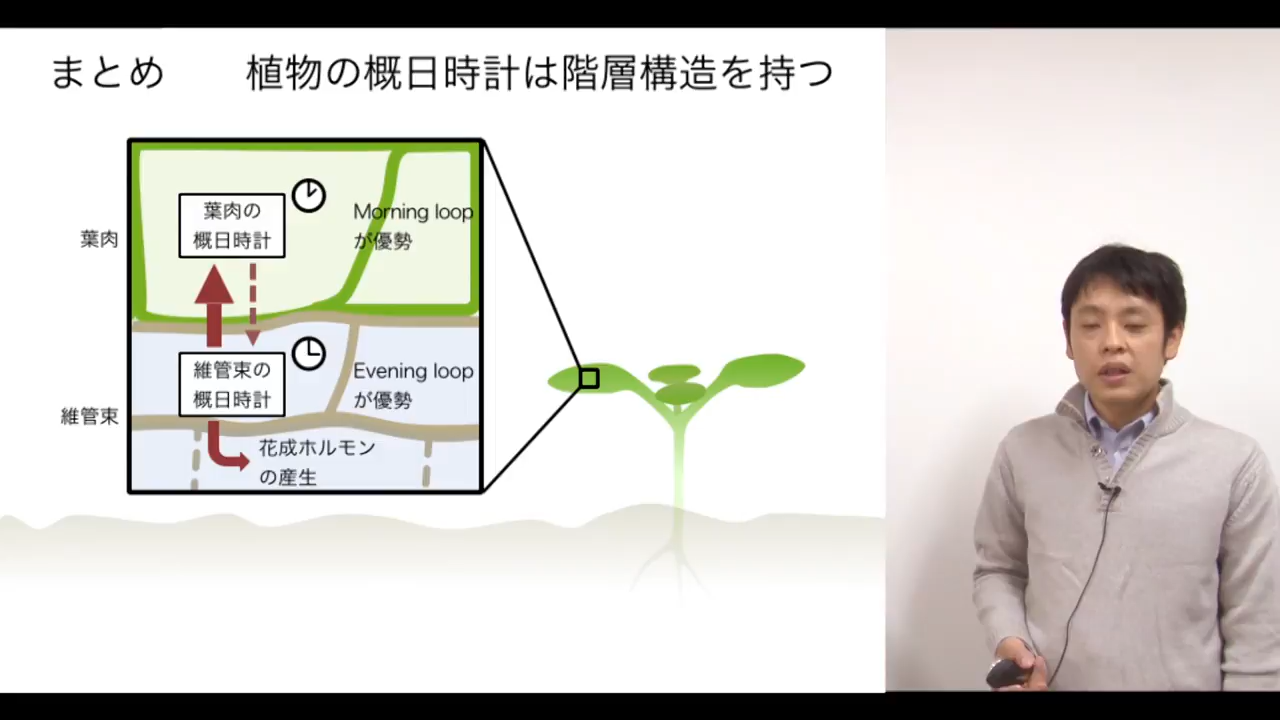 まとめ　　植物の概日時計は階層構造を持つ
葉肉
葉肉の
概日時計
Morning loop
が優勢
維管束
維管束の
概日時計
Evening loop
が優勢
花成ホルモン
の産生